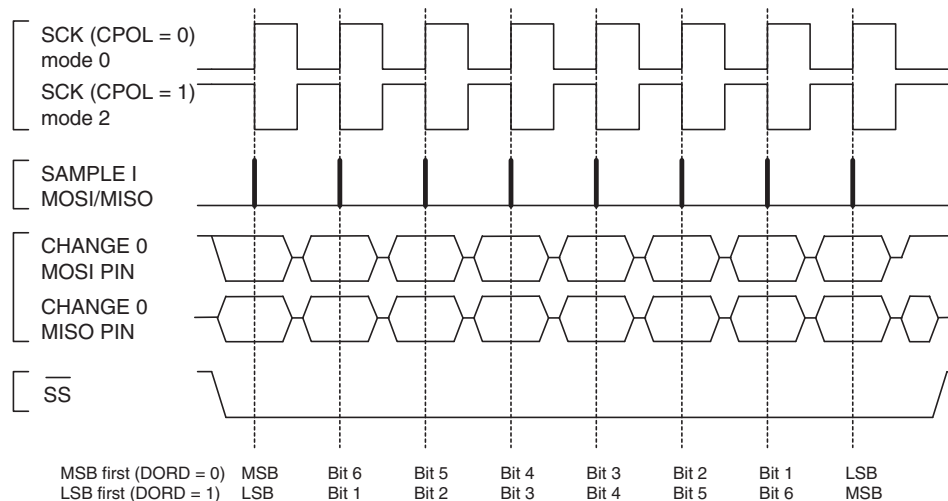 SCK (CPOL = 0)
mode 0
SCK (CPOL = 1)
mode 2
SAMPLE I
MOSI/MISO
CHANGE 0
MOSI PIN
CHANGE 0
MISO PIN
SS
MSB first (DORD = 0) MSB Bit 6 Bit 5 Bit 4 Bit 3 Bit 2 Bit 1 LSB
LSB first (DORD = 1) LSB Bit 1 Bit 2 Bit 3 Bit 4 Bit 5 Bit 6 MSB